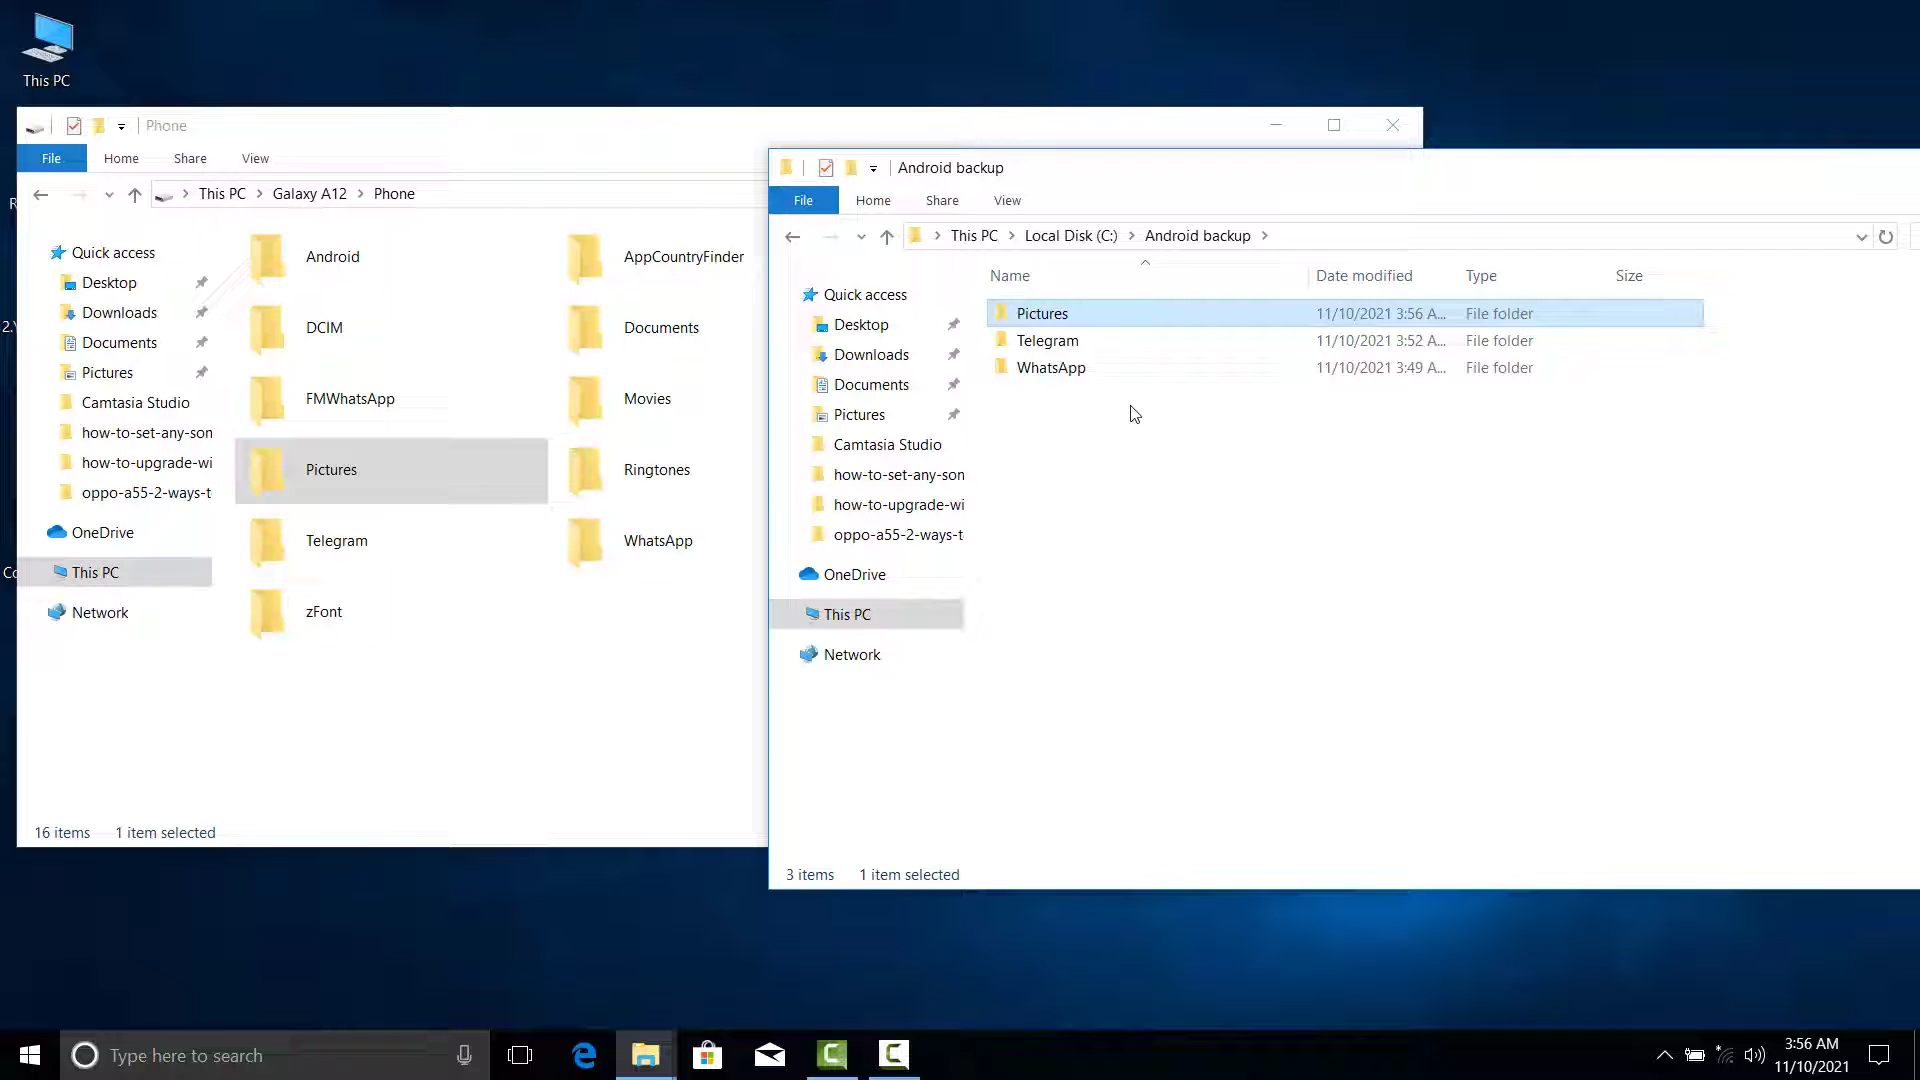 This PC
Phone
File Home Share View
This PC Galaxy A12 Phone
Quick access
Desktop
Downloads
Documents
Pictures
Camtasia Studio
how-to-set-any-son
how-to-upgrade-wi
oppo-a55-2-ways-t
OneDrive
This PC
Network
Android
AppCountryFinder
DCIM
Documents
FMWhatsApp
Movies
Pictures
Ringtones
Telegram
WhatsApp
zFont
16 items 1 item selected
Android backup
File Home Share View
This PC Local Disk (C:) Android backup
Quick access
Desktop
Downloads
Documents
Pictures
Camtasia Studio
how-to-set-any-son
how-to-upgrade-wi
oppo-a55-2-ways-t
OneDrive
This PC
Network
Name Date modified Type Size
Pictures 11/10/2021 3:56 A... File folder
Telegram 11/10/2021 3:52 A... File folder
WhatsApp 11/10/2021 3:49 A... File folder
3 items 1 item selected
Type here to search
3:56 AM
11/10/2021